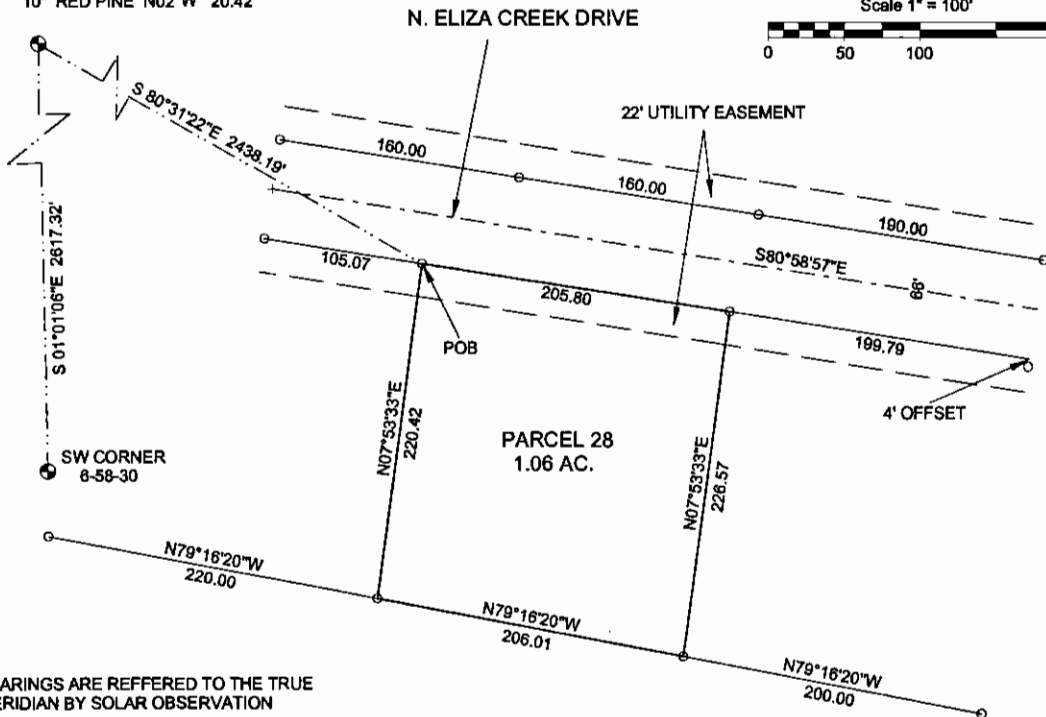 10" RED PINE N02°W 20.42'
N. ELIZA CREEK DRIVE
Scale 1" = 100'
0 50 100
S 80°31'22"E 2438.19'
22' UTILITY EASEMENT
160.00
160.00
190.00
S 01°01'06"E 2617.32'
105.07
S80°58'57"E
66'
205.80
POB
199.79
4' OFFSET
N07°53'33"E
220.42
PARCEL 28
1.06 AC.
N07°53'33"E
226.57
SW CORNER
6-58-30
N79°16'20"W
220.00
N79°16'20"W
206.01
N79°16'20"W
200.00
ARINGS ARE REFFERED TO THE TRUE
ERIDIAN BY SOLAR OBSERVATION